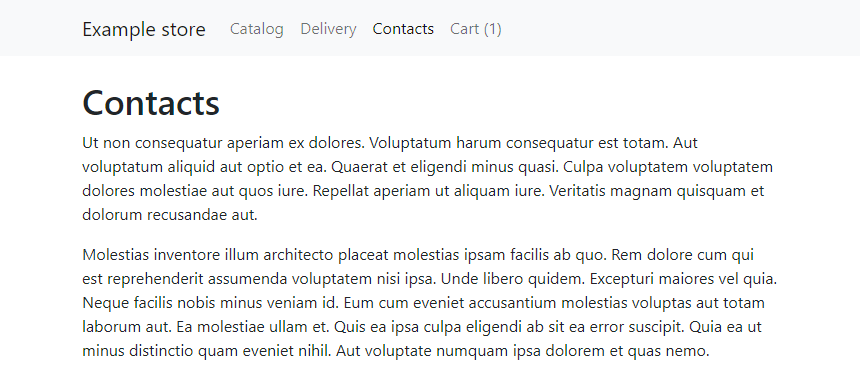 Example store Catalog Delivery Contacts Cart (1)
Contacts
Ut non consequatur aperiam ex dolores. Voluptatum harum consequatur est totam. Aut
voluptatum aliquid aut optio et ea. Quaerat et eligendi minus quasi. Culpa voluptatem voluptatem
dolores molestiae aut quos iure. Repellat aperiam ut aliquam iure. Veritatis magnam quisquam et
dolorum recusandae aut.
Molestias inventore illum architecto placeat molestias ipsam facilis ab quo. Rem dolore cum qui
est reprehenderit assumenda voluptatem nisi ipsa. Unde libero quidem. Excepturi maiores vel quia.
Neque facilis nobis minus veniam id. Eum cum eveniet accusantium molestias voluptas aut totam
laborum aut. Ea molestiae ullam et. Quis ea ipsa culpa eligendi ab sit ea error suscipit. Quia ea ut
minus distinctio quam eveniet nihil. Aut voluptate numquam ipsa dolorem et quas nemo.